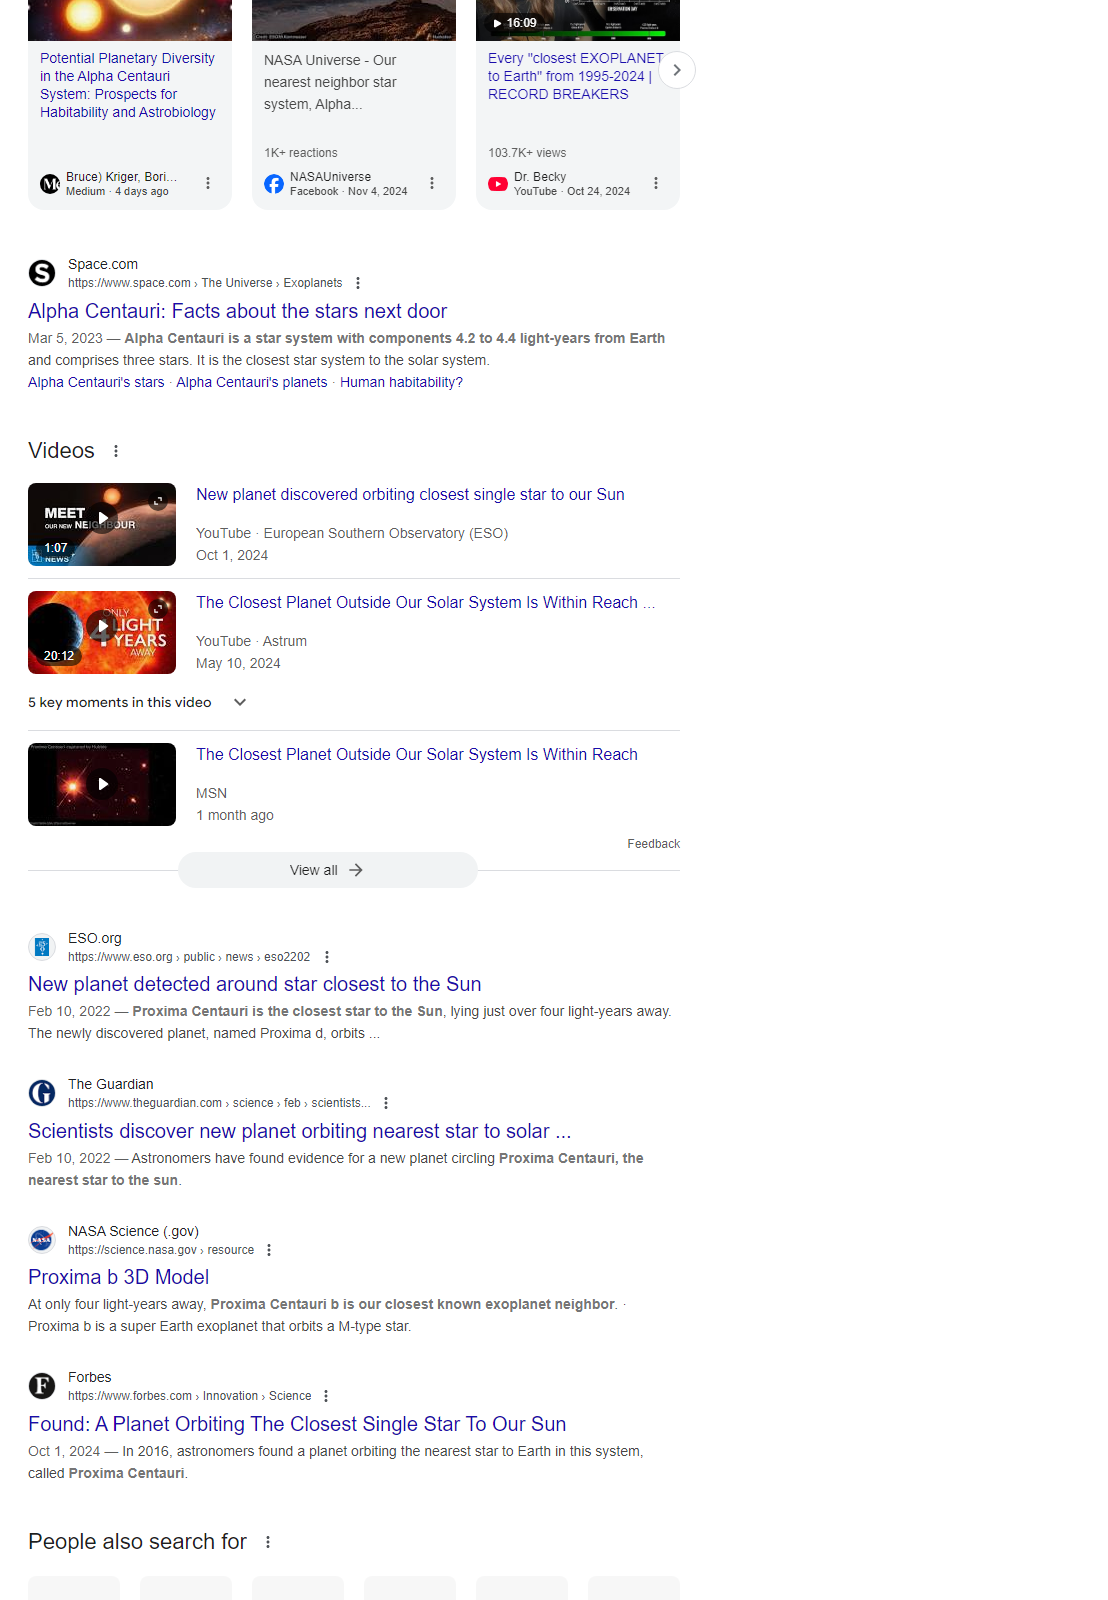 16:09
Potential Planetary Diversity
in the Alpha Centauri
System: Prospects for
Habitability and Astrobiology
Bruce) Kriger, Bori...
Medium · 4 days ago
NASA Universe - Our
nearest neighbor star
system, Alpha...
1K+ reactions
NASAUniverse
Facebook · Nov 4, 2024
Every "closest EXOPLANET
to Earth" from 1995-2024 |
RECORD BREAKERS
103.7K+ views
Dr. Becky
YouTube · Oct 24, 2024
Space.com
https://www.space.com › The Universe › Exoplanets
Alpha Centauri: Facts about the stars next door
Mar 5, 2023 — Alpha Centauri is a star system with components 4.2 to 4.4 light-years from Earth
and comprises three stars. It is the closest star system to the solar system.
Alpha Centauri's stars · Alpha Centauri's planets · Human habitability?
Videos
MEET
OUR NEW NEIGHBOUR
1:07
NEWS
New planet discovered orbiting closest single star to our Sun
YouTube · European Southern Observatory (ESO)
Oct 1, 2024
ONLY
4 LIGHT
YEARS
AWAY
20:12
The Closest Planet Outside Our Solar System Is Within Reach ...
YouTube · Astrum
May 10, 2024
5 key moments in this video
The Closest Planet Outside Our Solar System Is Within Reach
MSN
1 month ago
Feedback
View all
ESO.org
https://www.eso.org › public › news › eso2202
New planet detected around star closest to the Sun
Feb 10, 2022 — Proxima Centauri is the closest star to the Sun, lying just over four light-years away.
The newly discovered planet, named Proxima d, orbits ...
The Guardian
https://www.theguardian.com › science › feb › scientists...
Scientists discover new planet orbiting nearest star to solar ...
Feb 10, 2022 — Astronomers have found evidence for a new planet circling Proxima Centauri, the
nearest star to the sun.
NASA Science (.gov)
https://science.nasa.gov › resource
Proxima b 3D Model
At only four light-years away, Proxima Centauri b is our closest known exoplanet neighbor. ·
Proxima b is a super Earth exoplanet that orbits a M-type star.
Forbes
https://www.forbes.com › Innovation › Science
Found: A Planet Orbiting The Closest Single Star To Our Sun
Oct 1, 2024 — In 2016, astronomers found a planet orbiting the nearest star to Earth in this system,
called Proxima Centauri.
People also search for